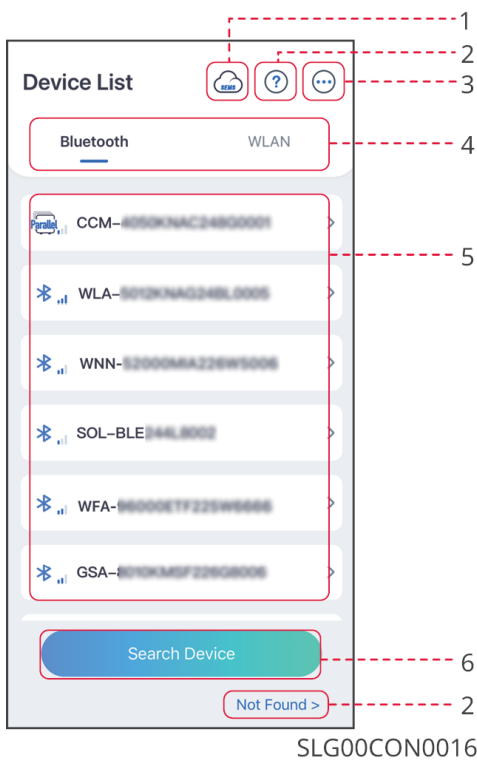 1
2
Device List
SEMS
?
3
Bluetooth
WLAN
4
Parallel
CCM-
5
WLA-
WNN-
SOL-BLE
WFA-
GSA-
Search Device
6
Not Found >
2
SLG00CON0016